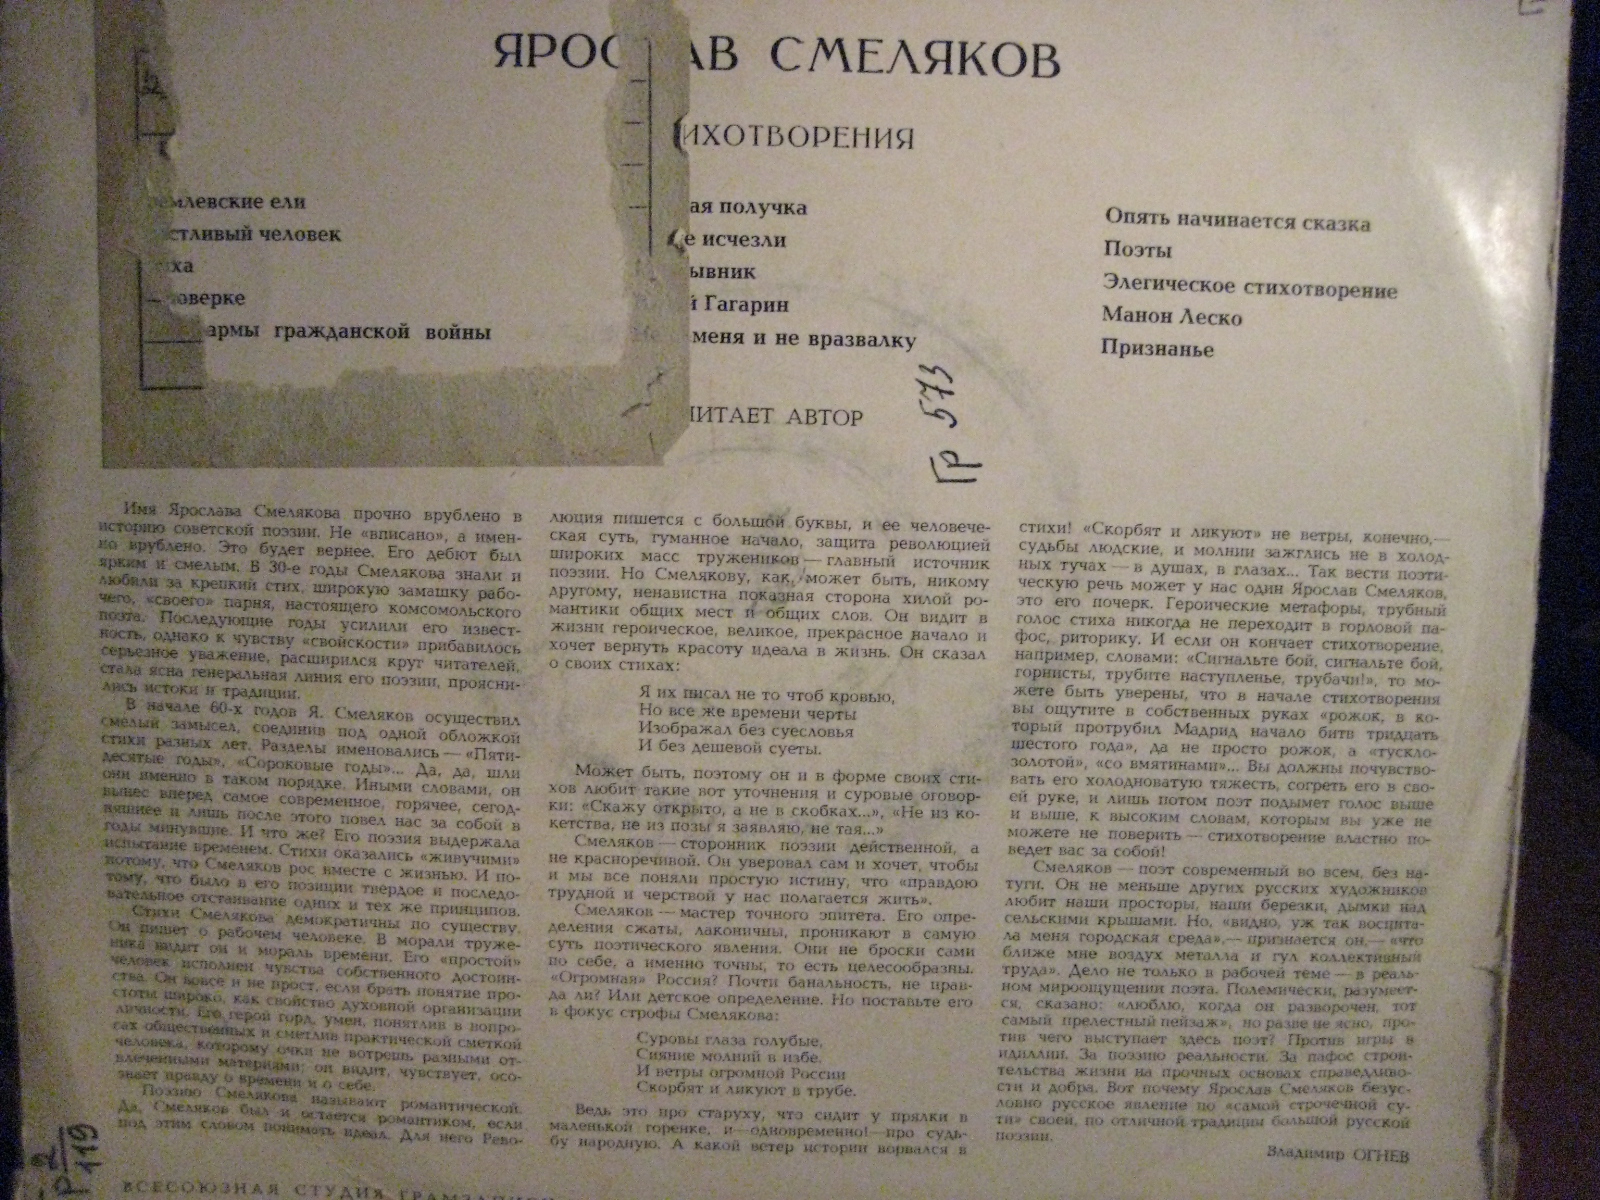 ЯРОС АВ СМЕЛЯКОВ
ИХОТВОРЕНИЯ
млевские ели
стливый человек
ха
оверке
армы гражданской войны
ая получка
е исчезли
ывник
й Гагарин
меня и не вразвалку
Опять начинается сказка
Поэты
Элегическое стихотворение
Манон Леско
Признанье
ИТАЕТ АВТОР
Гр 573
Имя Ярослава Смелякова прочно врублено в
историю советской поэзии. Не «вписано», а имен-
но врублено. Это будет вернее. Его дебют был
ярким и смелым. В 30-е годы Смелякова знали и
любили за крепкий стих, широкую замашку рабо-
чего, «своего» парня, настоящего комсомольского
поэта. Последующие годы усилили его извест-
ность, однако к чувству «свойскости» прибавилось
серьезное уважение, расширился круг читателей,
стала ясна генеральная линия его поэзии, проясни-
лись истоки и традиции.
В начале 60-х годов Я. Смеляков осуществил
смелый замысел, соединив под одной обложкой
стихи разных лет. Разделы именовались — «Пяти-
десятые годы», «Сороковые годы»... Да, да, шли
они именно в таком порядке. Иными словами, он
вынес вперед самое современное, горячее, сегод-
няшнее и лишь после этого повел нас за собой в
годы минувшие. И что же? Его поэзия выдержала
испытание временем. Стихи оказались «живучими»
потому, что Смеляков рос вместе с жизнью. И по-
тому, что было в его позиции твердое и последо-
вательное отстаивание одних и тех же принципов.
Стихи Смелякова демократичны по существу.
Он пишет о рабочем человеке. В морали труже-
ника видит он и мораль времени. Его «простой»
человек исполнен чувства собственного достоин-
ства. Он вовсе и не прост, если брать понятие про-
стоты широко, как свойство духовной организации
личности. Его герой горд, умен, понятлив в вопро-
сах общественных и сметлив практической сметкой
человека, которому очки не вотрешь разными от-
влеченными материями; он видит, чувствует, осо-
знает правду о времени и о себе.
Поэзию Смелякова называют романтической.
Да, Смеляков был и остается романтиком, если
под этим словом понимать идеал. Для него Рево-
люция пишется с большой буквы, и ее человече-
ская суть, гуманное начало, защита революцией
широких масс тружеников — главный источник
поэзии. Но Смелякову, как, может быть, никому
другому, ненавистна показная сторона хилой ро-
мантики общих мест и общих слов. Он видит в
жизни героическое, великое, прекрасное начало и
хочет вернуть красоту идеала в жизнь. Он сказал
о своих стихах:
Я их писал не то чтоб кровью,
Но все же времени черты
Изображал без суесловья
И без дешевой суеты.
Может быть, поэтому он и в форме своих сти-
хов любит такие вот уточнения и суровые оговор-
ки: «Скажу открыто, а не в скобках...», «Не из ко-
кетства, не из позы я заявляю, не тая...»
Смеляков — сторонник поэзии действенной, а
не красноречивой. Он уверовал сам и хочет, чтобы
и мы все поняли простую истину, что «правдою
трудной и черствой у нас полагается жить».
Смеляков — мастер точного эпитета. Его опре-
деления сжаты, лаконичны, проникают в самую
суть поэтического явления. Они не броски сами
по себе, а именно точны, то есть целесообразны.
«Огромная» Россия? Почти банальность, не прав-
да ли? Или детское определение. Но поставьте его
в фокус строфы Смелякова:
Суровы глаза голубые,
Сияние молний в избе.
И ветры огромной России
Скорбят и ликуют в трубе.
Ведь это про старуху, что сидит у прялки в
маленькой горенке, и — одновременно! — про судь-
бу народную. А какой ветер истории ворвался в
стихи! «Скорбят и ликуют» не ветры, конечно,—
судьбы людские, и молнии зажглись не в холод-
ных тучах — в душах, в глазах... Так вести поэти-
ческую речь может у нас один Ярослав Смеляков,
это его почерк. Героические метафоры, трубный
голос стиха никогда не переходит в горловой па-
фос, риторику. И если он кончает стихотворение,
например, словами: «Сигнальте бой, сигнальте бой,
горнисты, трубите наступленье, трубачи!», то мо-
жете быть уверены, что в начале стихотворения
вы ощутите в собственных руках «рожок, в ко-
торый протрубил Мадрид начало битв тридцать
шестого года», да не просто рожок, а «тускло-
золотой», «со вмятинами»... Вы должны почувство-
вать его холодноватую тяжесть, согреть его в сво-
ей руке, и лишь потом поэт подымет голос выше
и выше, к высоким словам, которым вы уже не
можете не поверить — стихотворение властно по-
ведет вас за собой!
Смеляков — поэт современный во всем, без на-
туги. Он не меньше других русских художников
любит наши просторы, наши березки, дымки над
сельскими крышами. Но, «видно, уж так воспита-
ла меня городская среда»,— признается он,— «что
ближе мне воздух металла и гул коллективный
труда». Дело не только в рабочей теме — в реаль-
ном мироощущении поэта. Полемически, разумеет-
ся, сказано: «люблю, когда он разворочен, тот
самый прелестный пейзаж», но разве не ясно, про-
тив чего выступает здесь поэт? Против игры в
идиллии. За поэзию реальности. За пафос строи-
тельства жизни на прочных основах справедливо-
сти и добра. Вот почему Ярослав Смеляков безус-
ловно русское явление по «самой строчечной су-
ти» своей, по отличной традиции большой русской
поэзии.
Владимир ОГНЕВ
Р 2
119
ВСЕСОЮЗНАЯ СТУДИЯ ГРАМЗАПИСИ